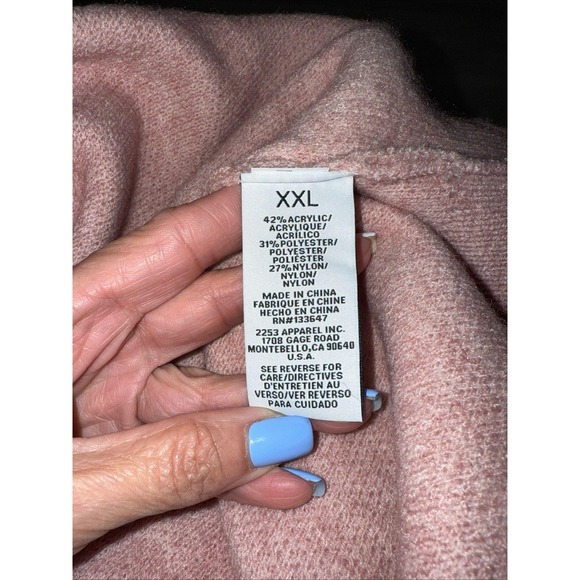 XXL
42% ACRYLIC/
ACRYLIQUE/
ACRÍLICO
31% POLYESTER/
POLYESTER/
POLIÉSTER
27% NYLON/
NYLON/
NYLON
MADE IN CHINA
FABRIQUE EN CHINE
HECHO EN CHINA
RN#133647
2253 APPAREL INC.
1708 GAGE ROAD
MONTEBELLO,CA 90640
U.S.A.
SEE REVERSE FOR
CARE/DIRECTIVES
D'ENTRETIEN AU
VERSO/VER REVERSO
PARA CUIDADO